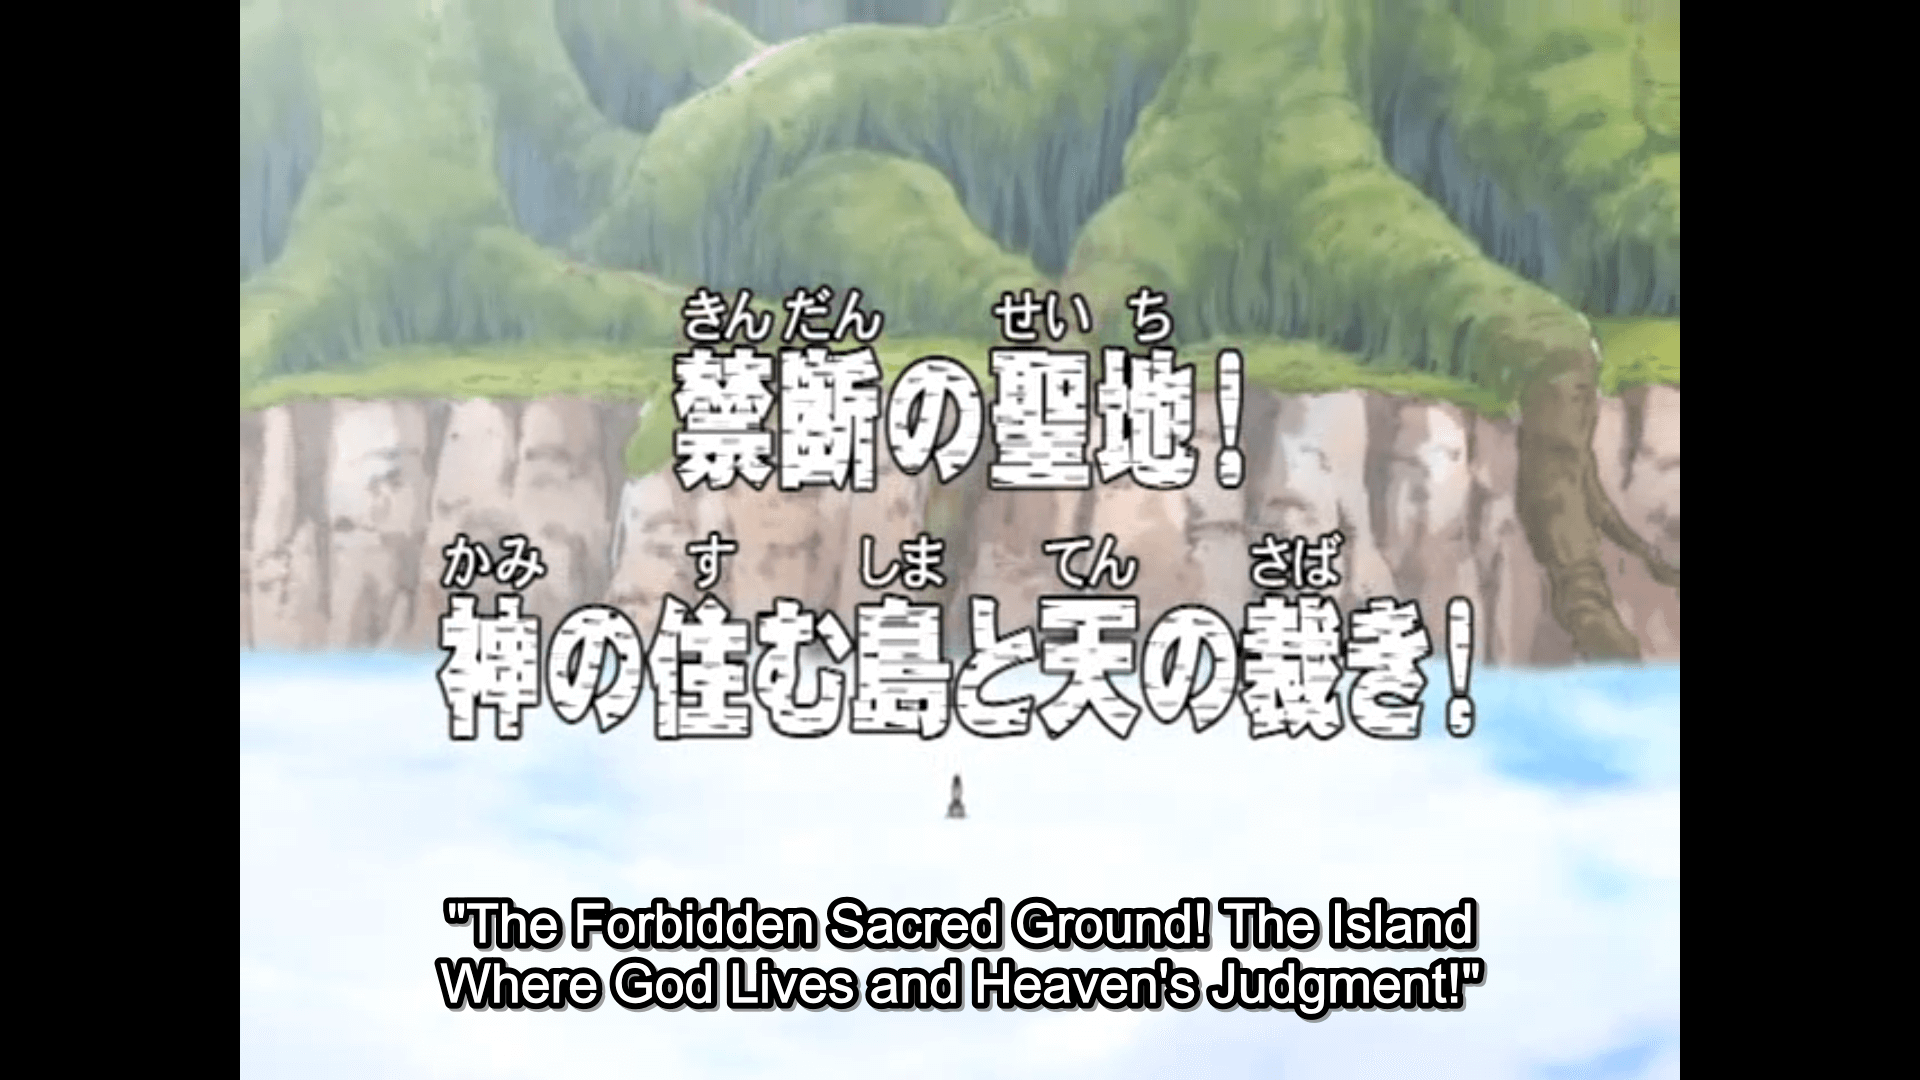 きんだん せいち
禁断の聖地!
かみ す しま てん さば
神の住む島と天の裁き!
"The Forbidden Sacred Ground! The Island
Where God Lives and Heaven's Judgment!"